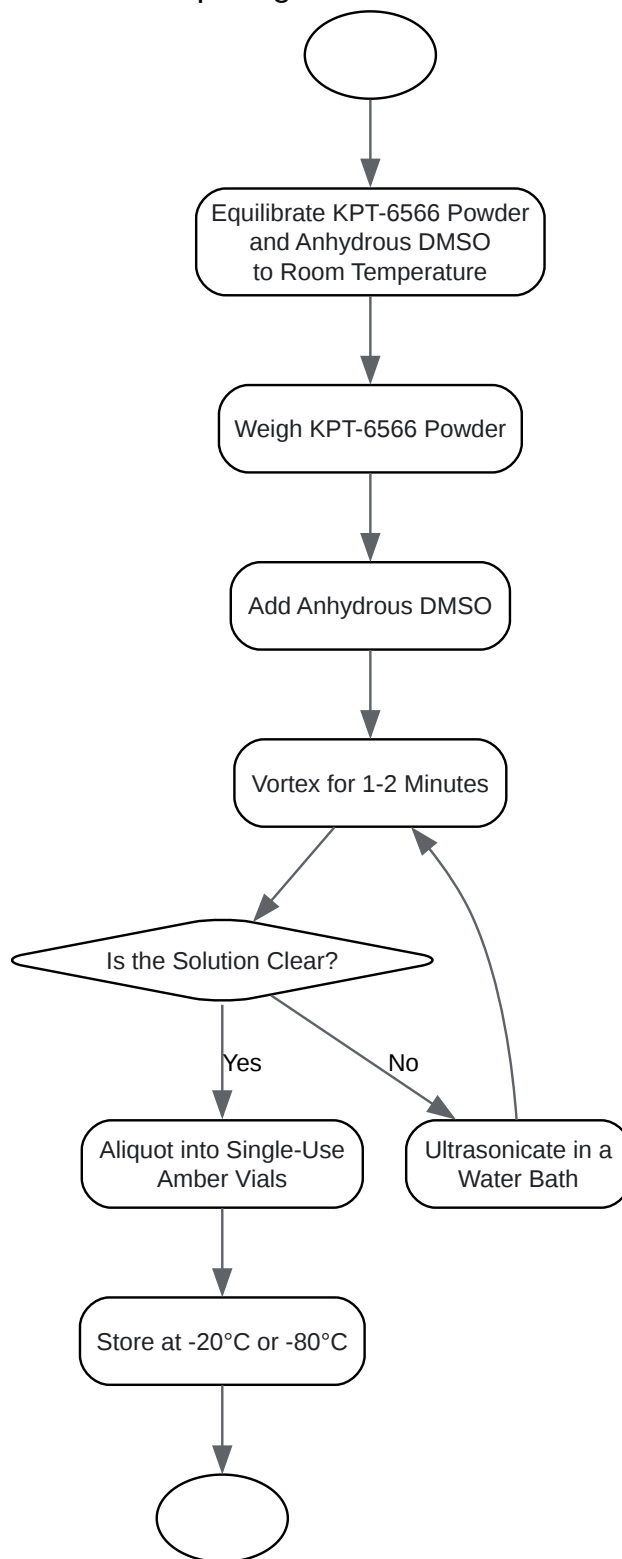 Equilibrate KPT-6566 Powder
and Anhydrous DMSO
to Room Temperature
Weigh KPT-6566 Powder
Add Anhydrous DMSO
Vortex for 1-2 Minutes
Is the Solution Clear?
Yes
No
Aliquot into Single-Use
Amber Vials
Ultrasonicate in a
Water Bath
Store at -20°C or -80°C